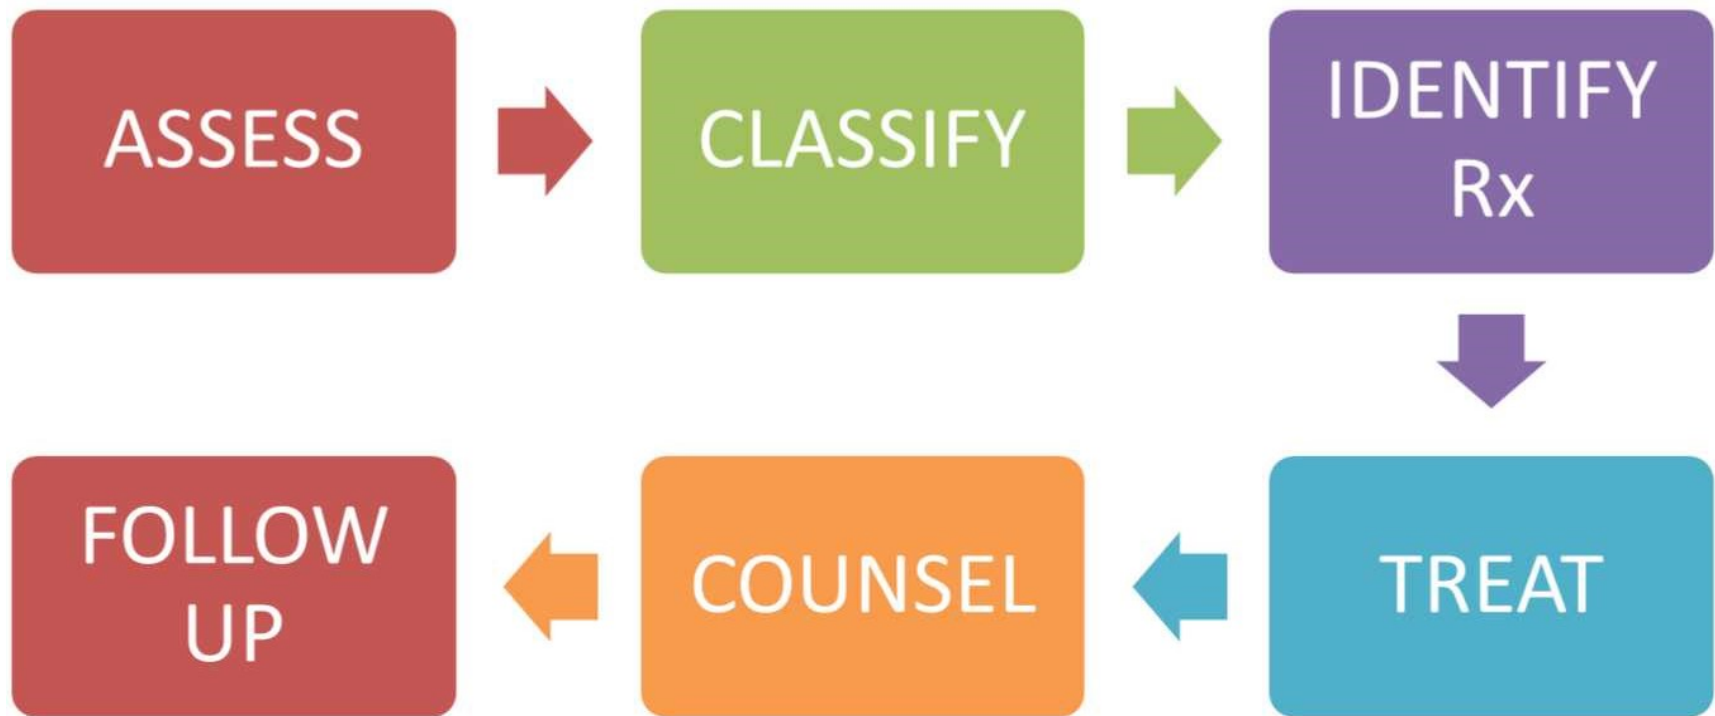 ASSESS
CLASSIFY
IDENTIFY
Rx
TREAT
COUNSEL
FOLLOW
UP